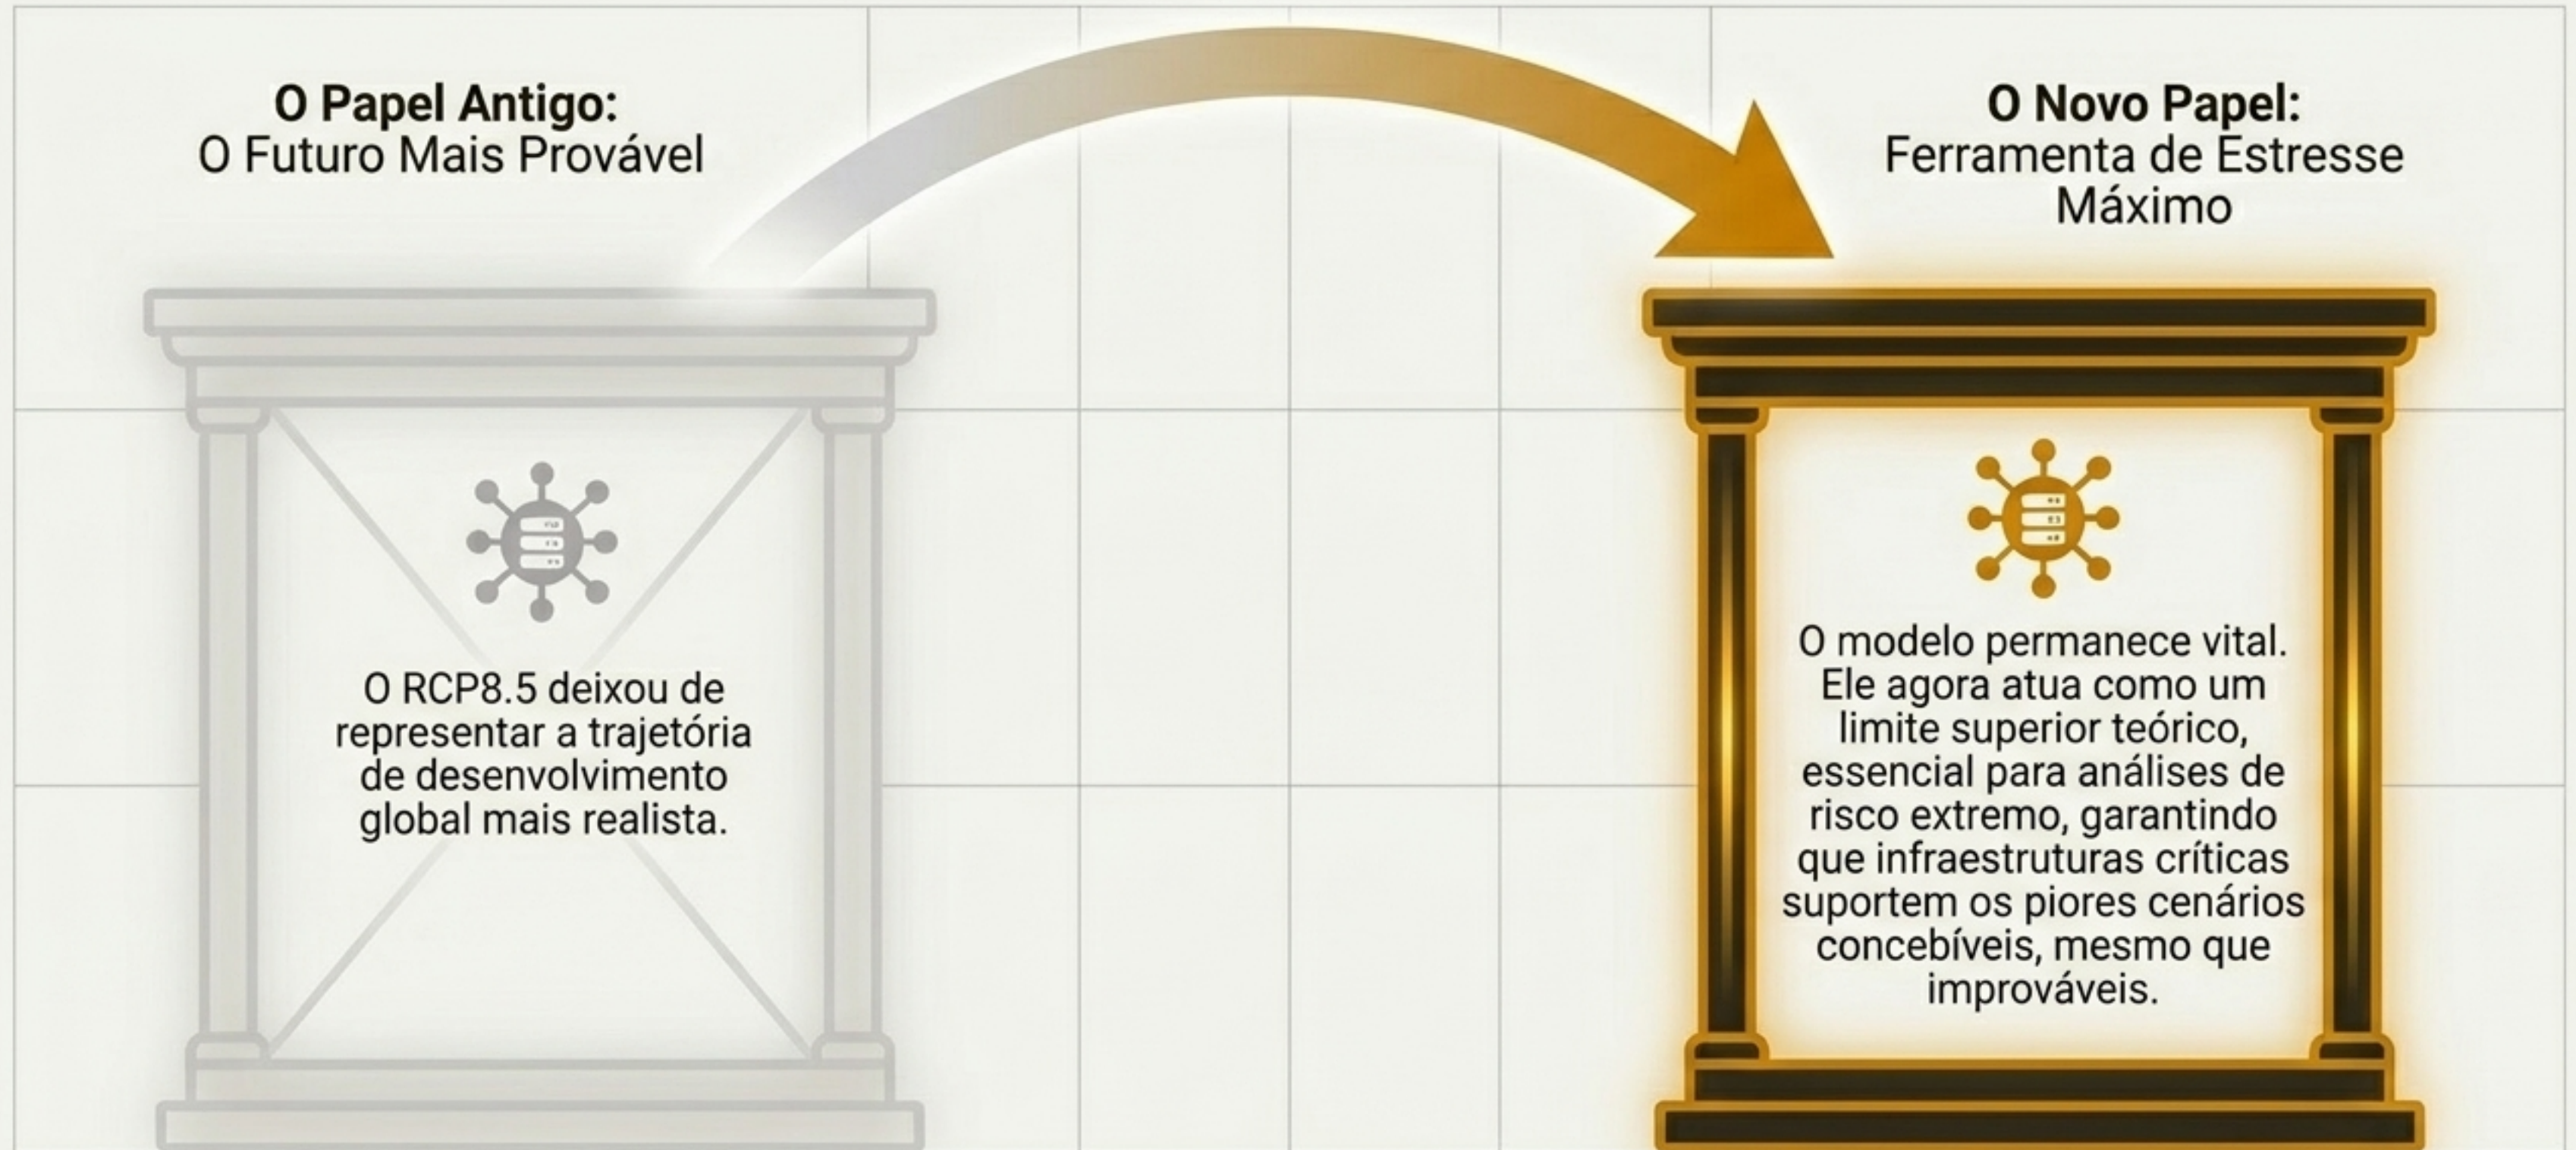 O Papel Antigo:
O Futuro Mais Provável
O Novo Papel:
Ferramenta de Estresse
Máximo
O RCP8.5 deixou de
representar a trajetória
de desenvolvimento
global mais realista.
O modelo permanece vital.
Ele agora atua como um
limite superior teórico,
essencial para análises de
risco extremo, garantindo
que infraestruturas críticas
suportem os piores cenários
concebíveis, mesmo que
improváveis.